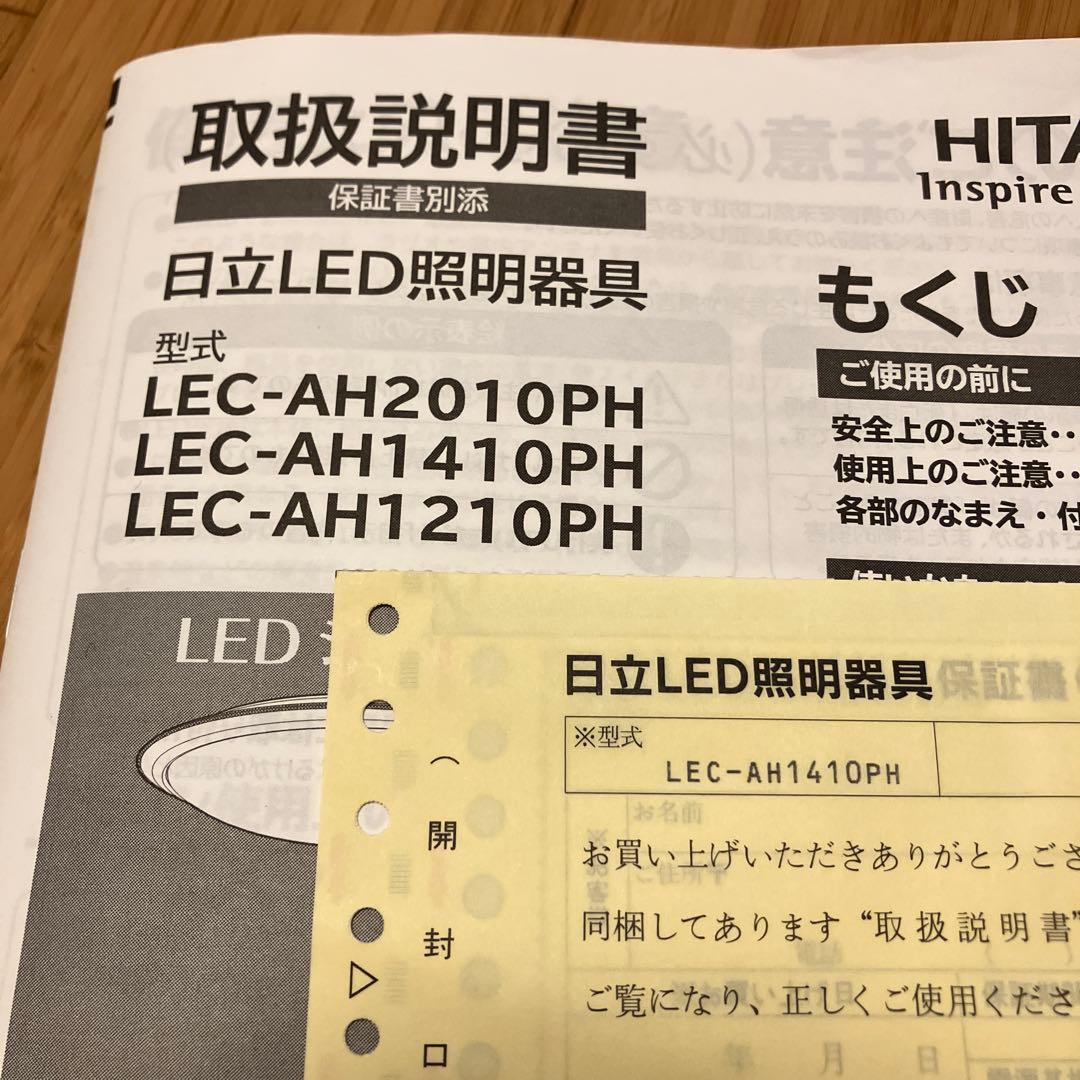 取扱説明書
保証書別添
日立LED照明器具
型式
LEC-AH2010PH
LEC-AH1410PH
LEC-AH1210PH
LED
HITA
Inspire
もくじ
ご使用の前に
安全上のご注意‥
使用上のご注意‥
各部のなまえ・付
日立LED照明器具
※型式
LEC-AH1410PH
お買い上げいただきありがとうござ
同梱してあります“取扱説明書”
ご覧になり、正しくご使用くださ
（開封口